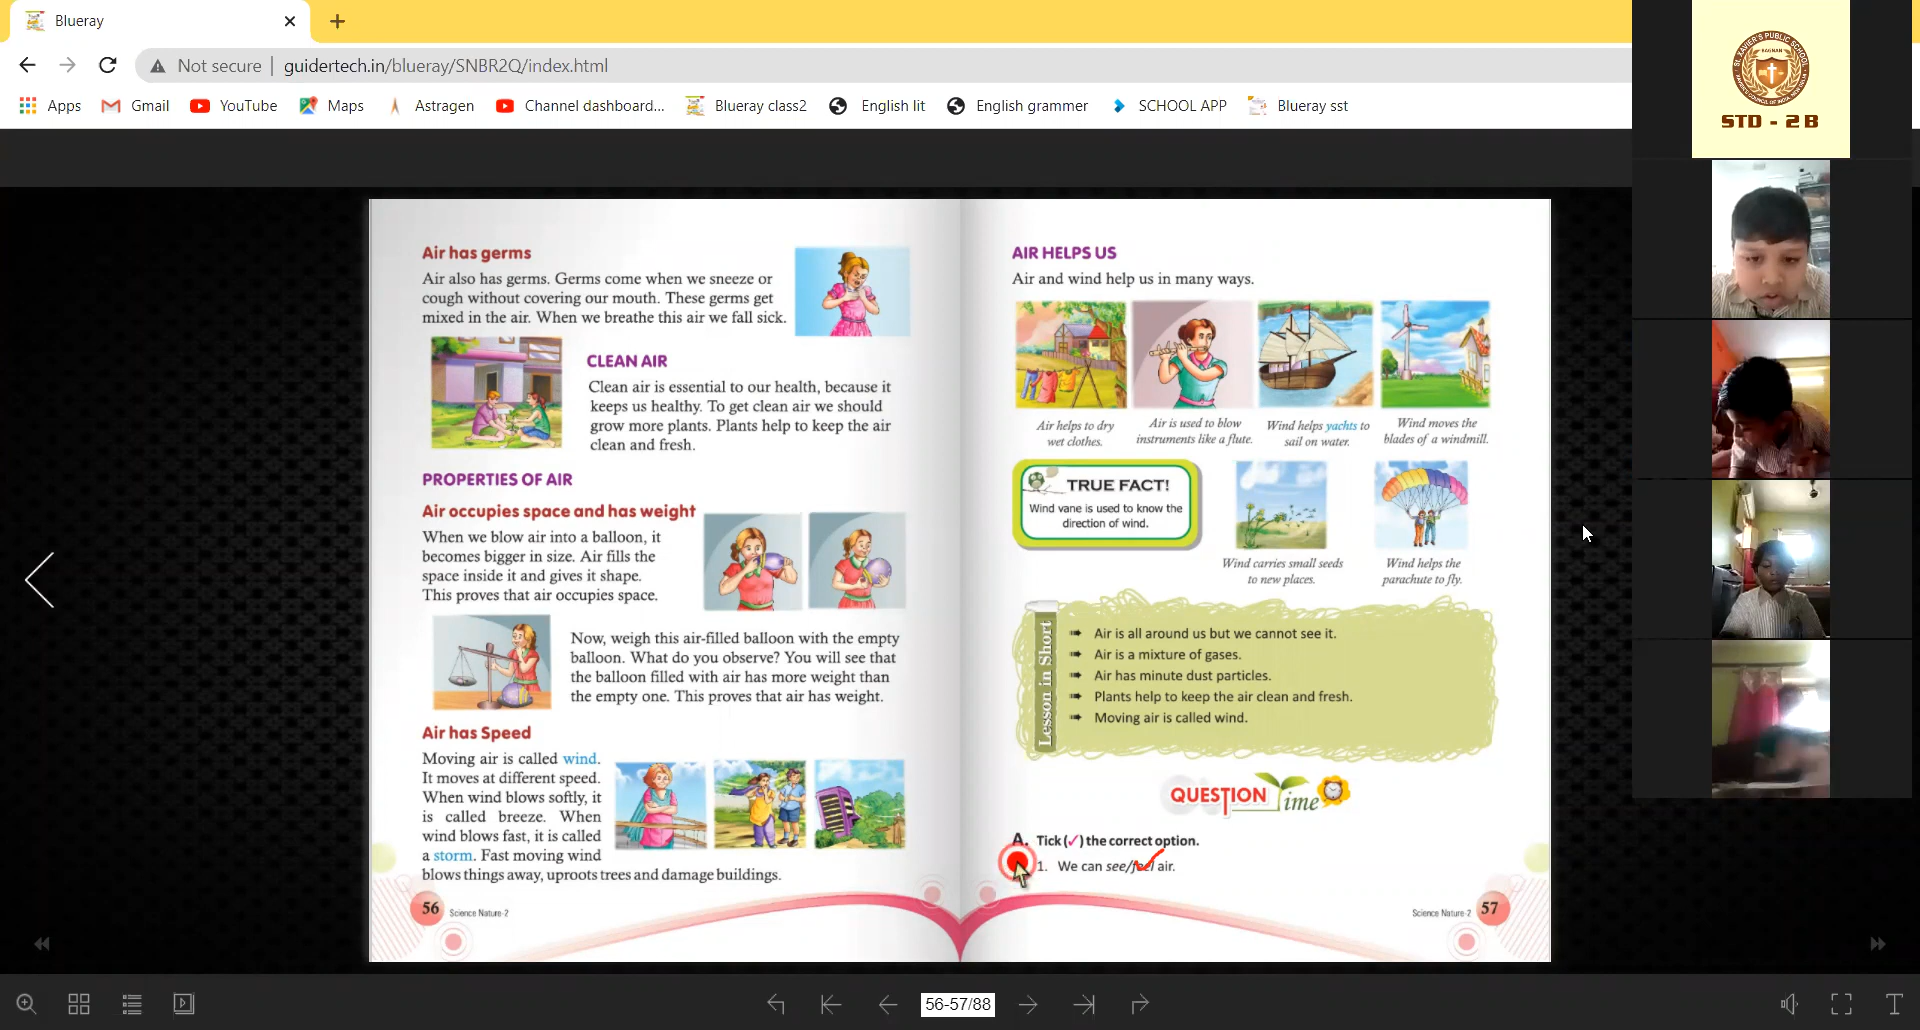 Blueray
Not secure
guidertech.in/blueray/SNBR2Q/index.html
Apps
Gmail
YouTube
Maps
Astragen
Channel dashboard...
Blueray class2
English lit
English grammer
SCHOOL APP
Blueray sst
ST. XAVIER'S PUBLIC SCHOOL
BAGNAN
STD - 2B
Air has germs
Air also has germs. Germs come when we sneeze or
cough without covering our mouth. These germs get
mixed in the air. When we breathe this air we fall sick.
CLEAN AIR
Clean air is essential to our health, because it
keeps us healthy. To get clean air we should
grow more plants. Plants help to keep the air
clean and fresh.
PROPERTIES OF AIR
Air occupies space and has weight
When we blow air into a balloon, it
becomes bigger in size. Air fills the
space inside it and gives it shape.
This proves that air occupies space.
Now, weigh this air-filled balloon with the empty
balloon. What do you observe? You will see that
the balloon filled with air has more weight than
the empty one. This proves that air has weight.
Air has Speed
Moving air is called wind.
It moves at different speed.
When wind blows softly, it
is called breeze. When
wind blows fast, it is called
a storm. Fast moving wind
blows things away, uproots trees and damage buildings.
56
Science Nature-2
AIR HELPS US
Air and wind help us in many ways.
Air helps to dry
wet clothes.
Air is used to blow
instruments like a flute.
Wind helps yachts to
sail on water.
Wind moves the
blades of a windmill.
TRUE FACT!
Wind vane is used to know the
direction of wind.
Wind carries small seeds
to new places.
Wind helps the
parachute to fly.
Lesson in Short
Air is all around us but we cannot see it.
Air is a mixture of gases.
Air has minute dust particles.
Plants help to keep the air clean and fresh.
Moving air is called wind.
QUESTION Time
A. Tick (✓) the correct option.
1. We can see/feel air.
Science Nature-2
57
56-57/88